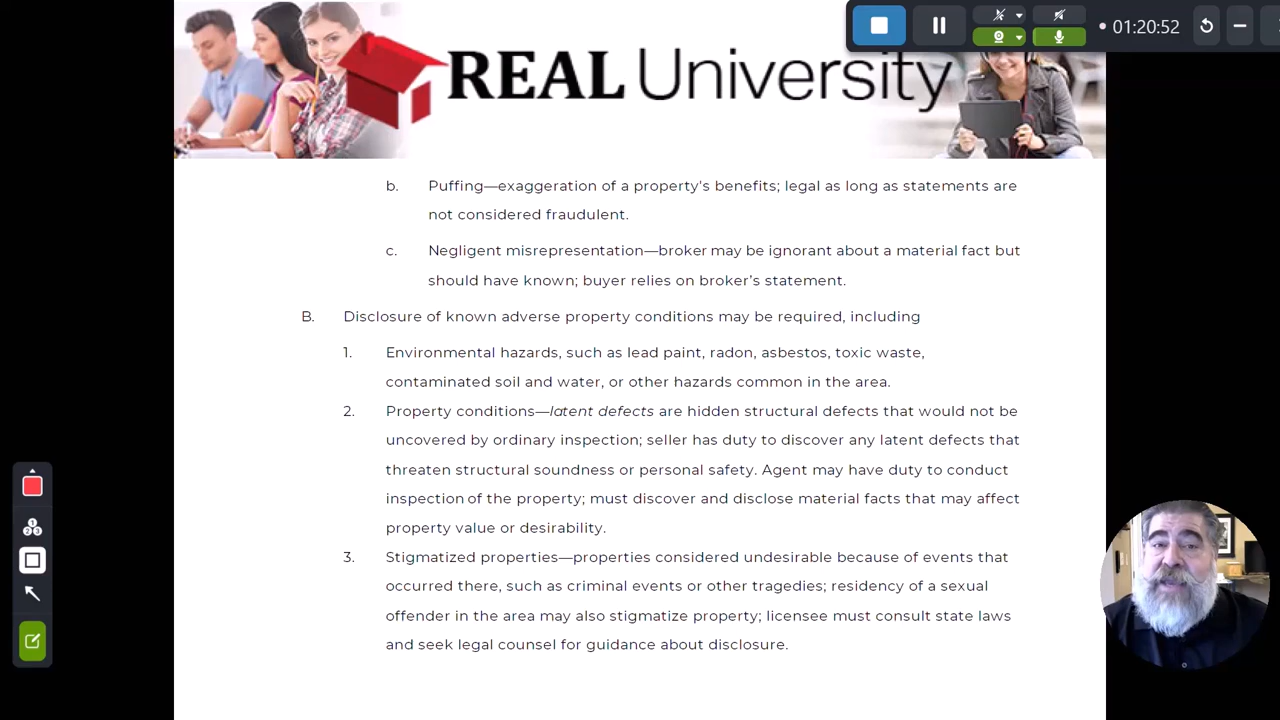 01:20:52
REAL University
b. Puffing—exaggeration of a property's benefits; legal as long as statements are
not considered fraudulent.
c. Negligent misrepresentation—broker may be ignorant about a material fact but
should have known; buyer relies on broker's statement.
B. Disclosure of known adverse property conditions may be required, including
1. Environmental hazards, such as lead paint, radon, asbestos, toxic waste,
contaminated soil and water, or other hazards common in the area.
2. Property conditions—latent defects are hidden structural defects that would not be
uncovered by ordinary inspection; seller has duty to discover any latent defects that
threaten structural soundness or personal safety. Agent may have duty to conduct
inspection of the property; must discover and disclose material facts that may affect
property value or desirability.
3. Stigmatized properties—properties considered undesirable because of events that
occurred there, such as criminal events or other tragedies; residency of a sexual
offender in the area may also stigmatize property; licensee must consult state laws
and seek legal counsel for guidance about disclosure.